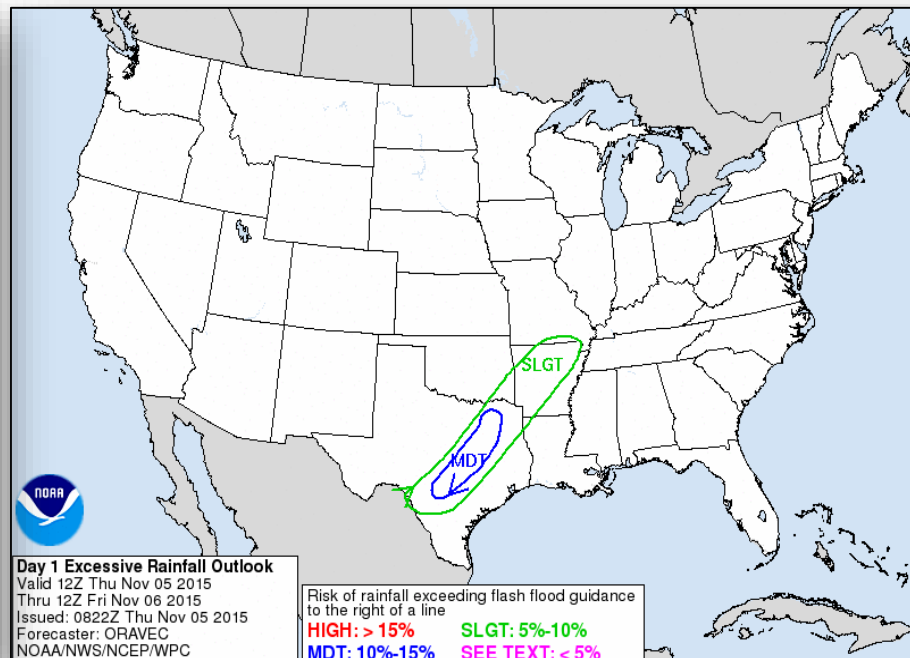 SLGT
MDT
NOAA
Day 1 Excessive Rainfall Outlook
Valid 12Z Thu Nov 05 2015
Thru 12Z Fri Nov 06 2015
Issued: 0822Z Thu Nov 05 2015
Forecaster: ORAVEC
NOAA/NWS/NCEP/WPC
Risk of rainfall exceeding flash flood guidance
to the right of a line
HIGH: > 15% SLGT: 5%-10%
MDT: 10%-15% SEE TEXT: < 5%